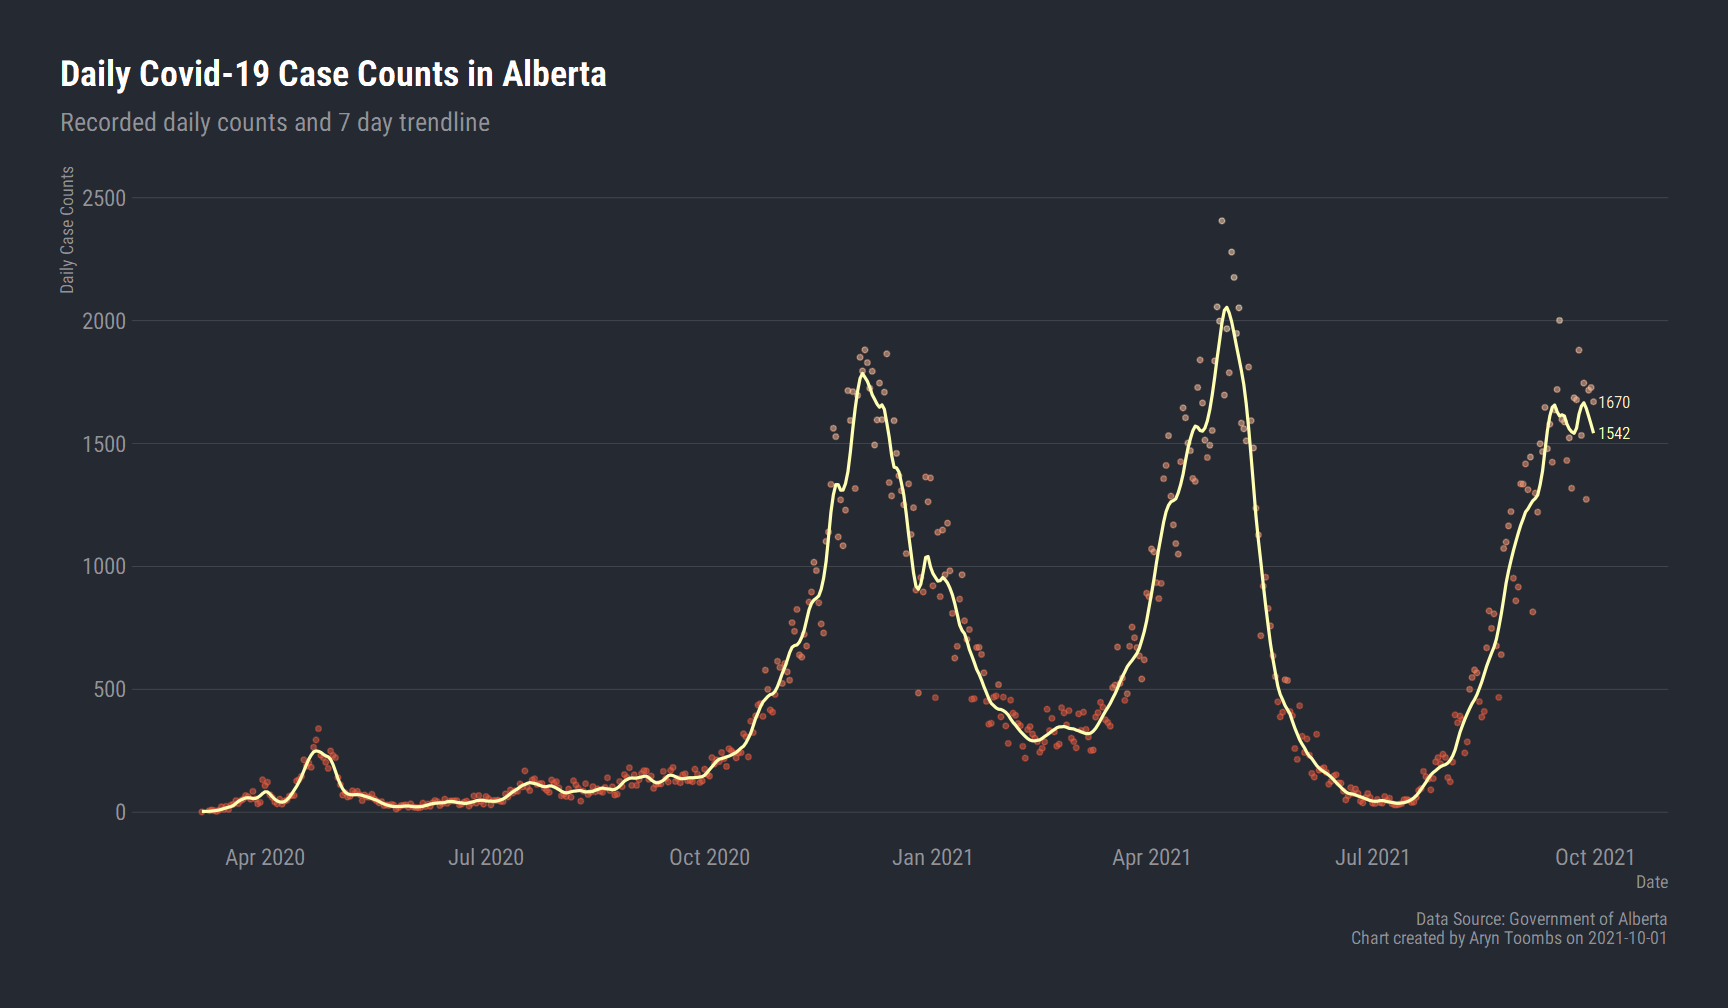 Daily Covid-19 Case Counts in Alberta
Recorded daily counts and 7 day trendline
Daily Case Counts
2500
2000
1500
1000
500
0
1670
1542
Apr 2020
Jul 2020
Oct 2020
Jan 2021
Apr 2021
Jul 2021
Oct 2021
Date
Data Source: Government of Alberta
Chart created by Aryn Toombs on 2021-10-01